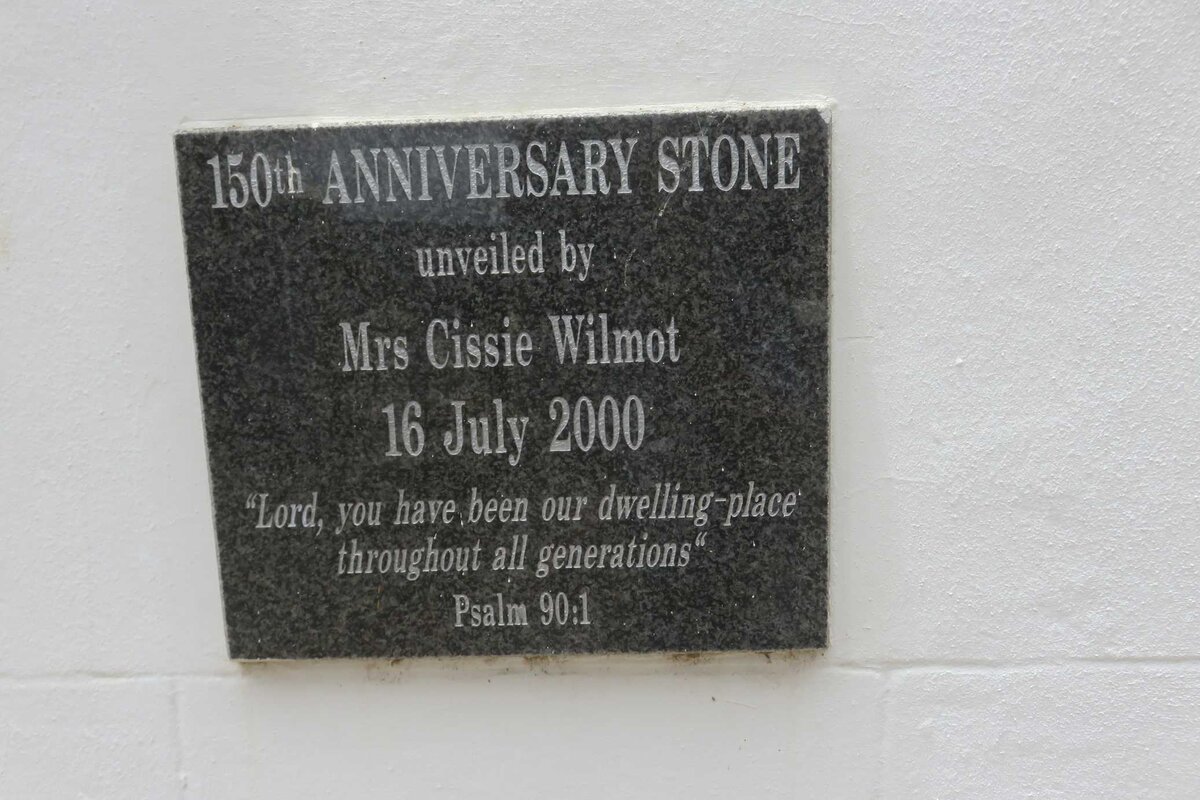 150th ANNIVERSARY STONE
unveiled by
Mrs Cissie Wilmot
16 July 2000
“Lord, you have been our dwelling-place
throughout all generations“
Psalm 90:1